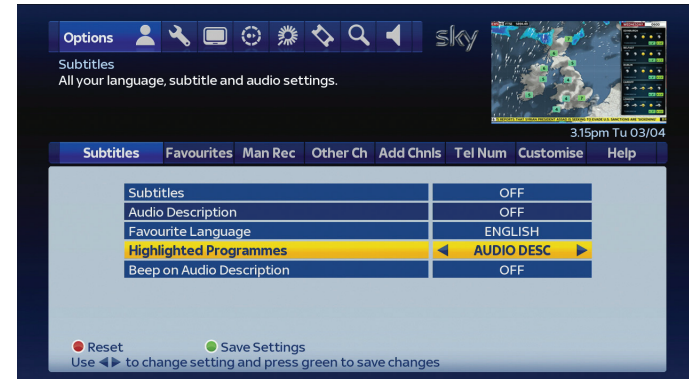 Options
sky
Subtitles
All your language, subtitle and audio settings.
3.15pm Tu 03/04
Subtitles Favourites Man Rec Other Ch Add Chnls Tel Num Customise Help
Subtitles OFF
Audio Description OFF
Favourite Language ENGLISH
Highlighted Programmes AUDIO DESC
Beep on Audio Description OFF
Reset Save Settings
Use ◀▶ to change setting and press green to save changes